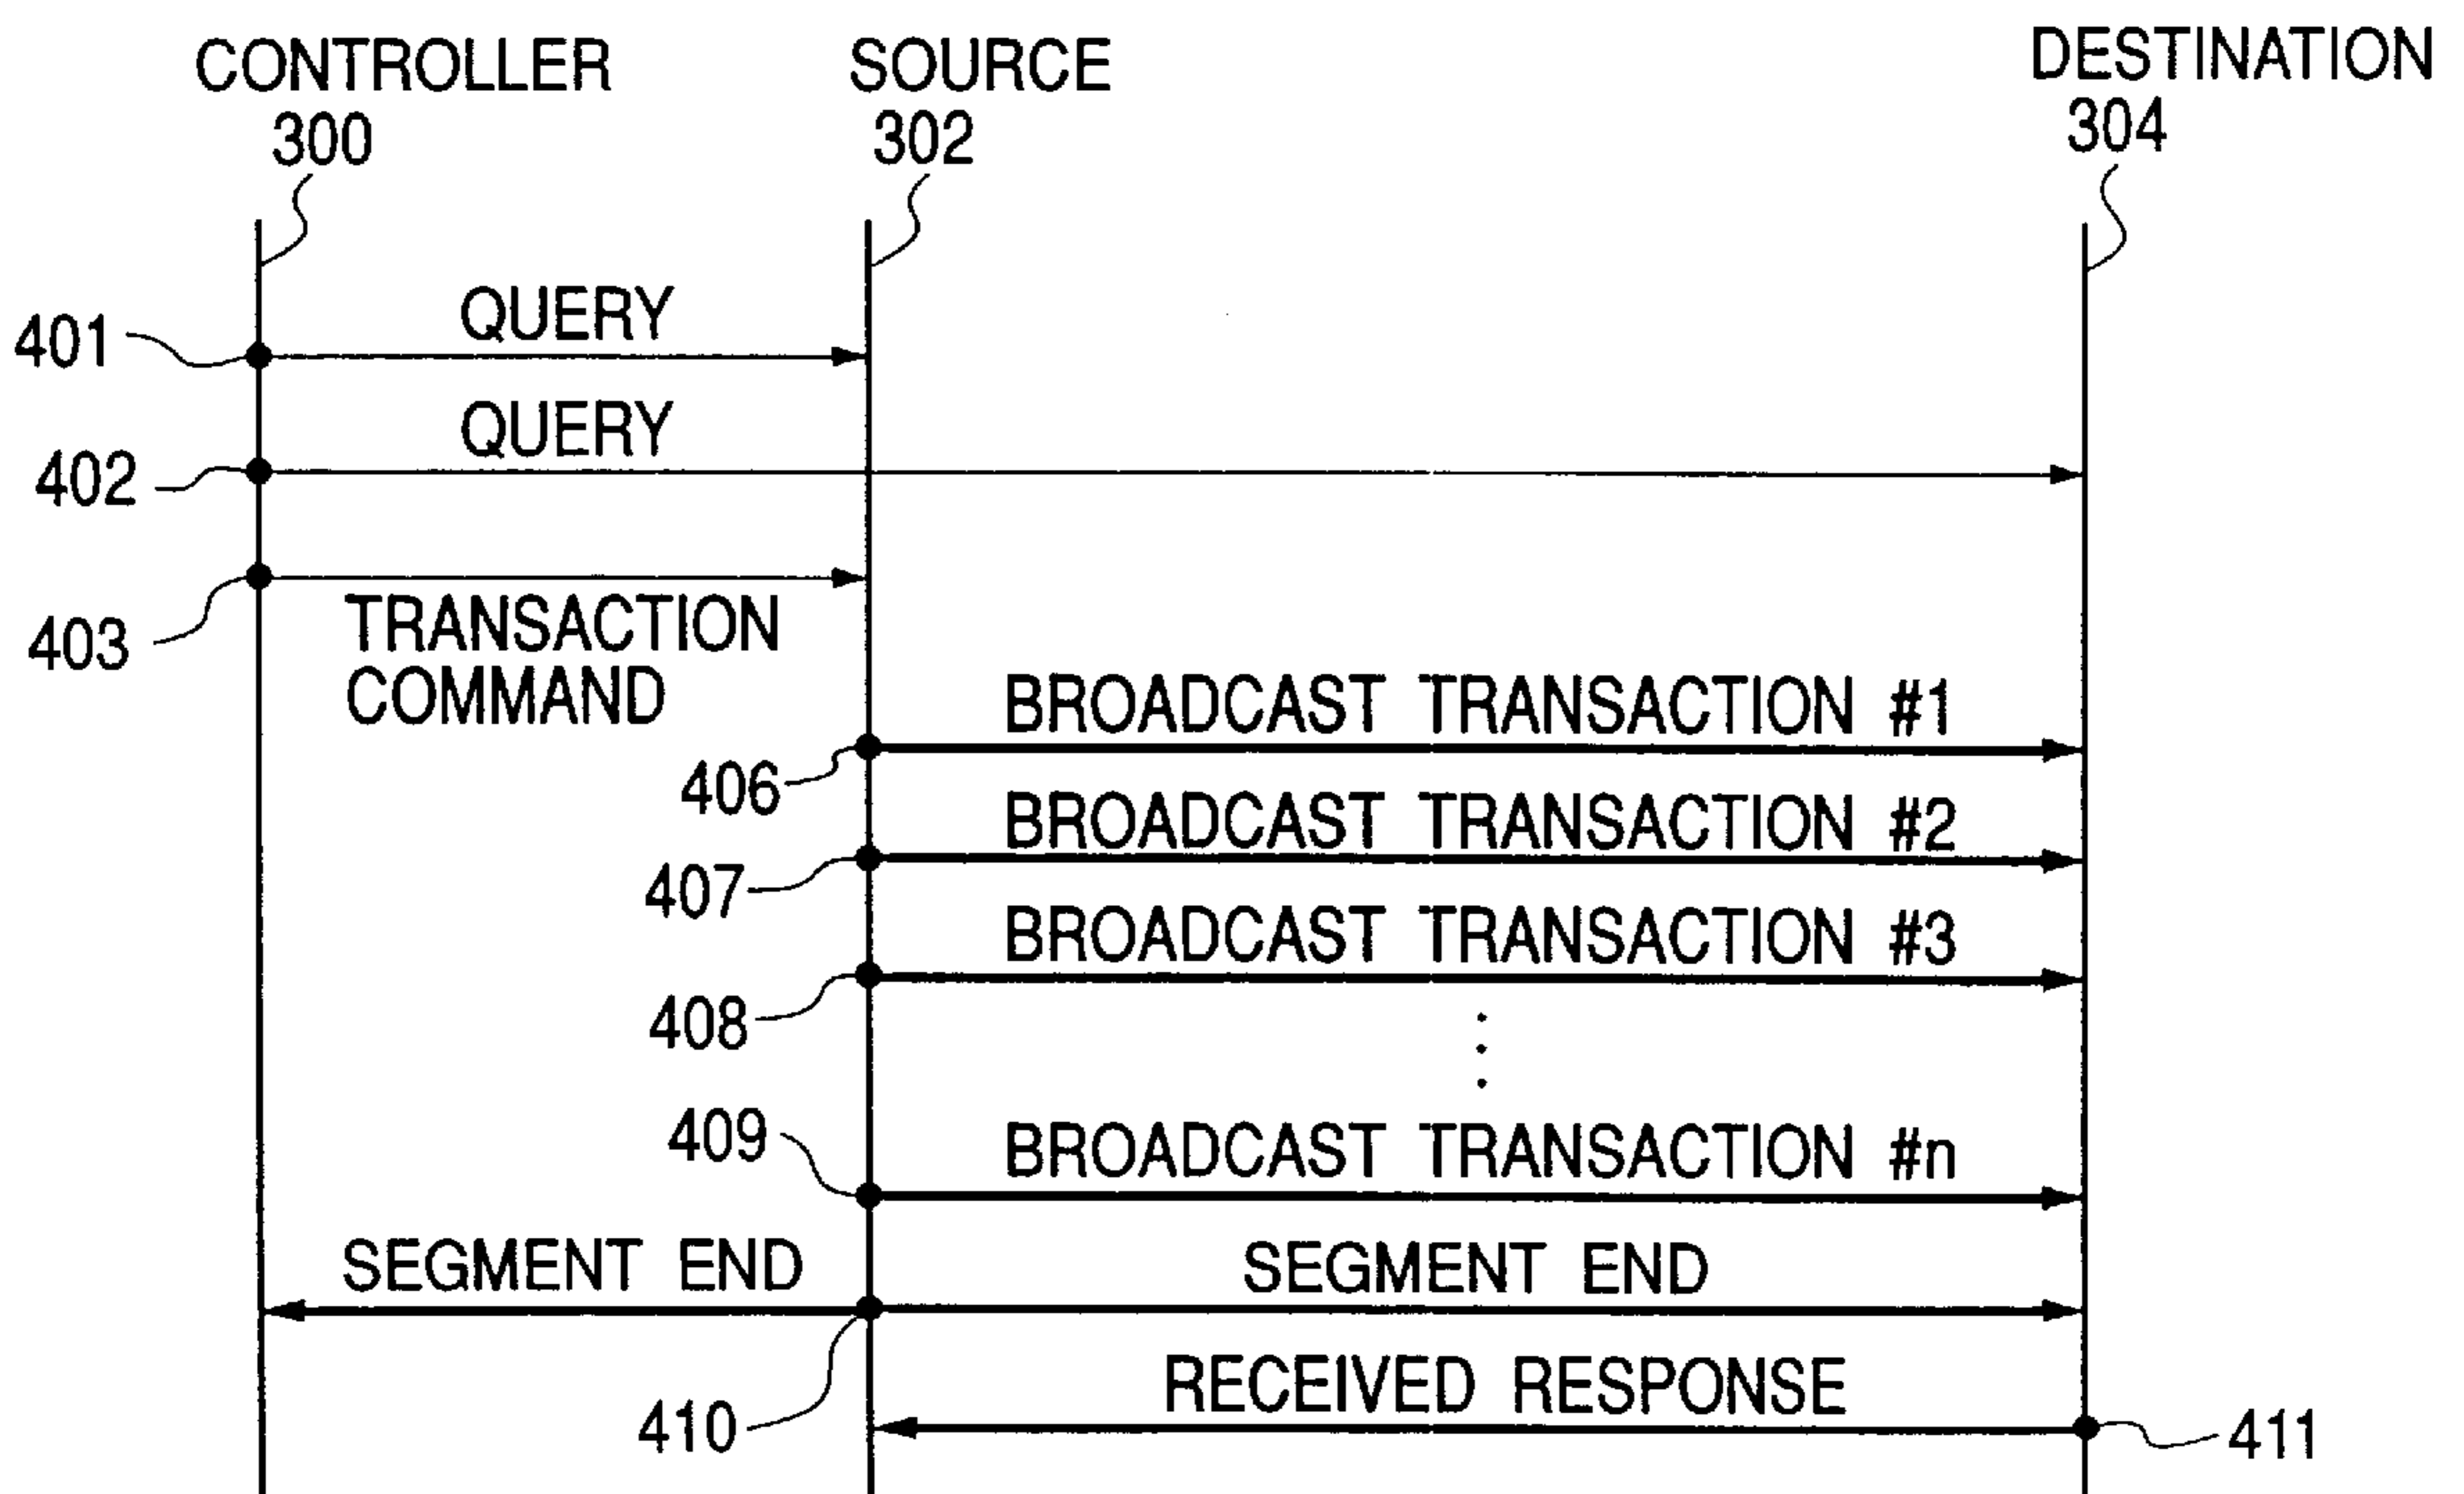 CONTROLLER
300
SOURCE
302
DESTINATION
304
401
QUERY
402
QUERY
403
TRANSACTION
COMMAND
BROADCAST TRANSACTION #1
406
BROADCAST TRANSACTION #2
407
BROADCAST TRANSACTION #3
408
409
BROADCAST TRANSACTION #n
SEGMENT END
SEGMENT END
410
RECEIVED RESPONSE
411